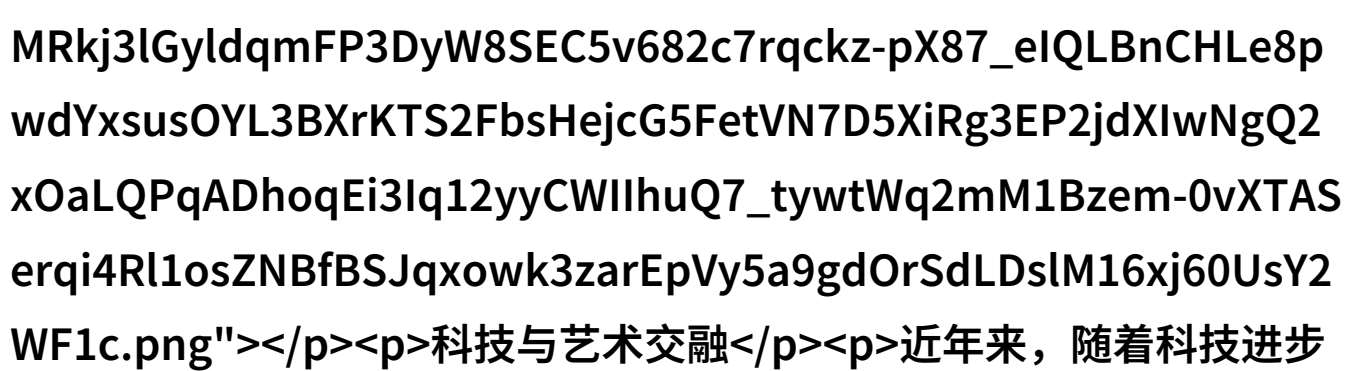 MRkj3lGyldqmFP3DyW8SEC5v682c7rqckz-pX87_eIQLBnCHLe8p
wdYxsusOYL3BXrKTS2FbsHejcG5FetVN7D5XiRg3EP2jdXIwNgQ2
xOaLQPqADhoqEi3Iq12yyCWIIhuQ7_tywtWq2mM1Bzem-0vXTAS
erqi4Rl1osZNBfBSJqxowk3zarEpVy5a9gdOrSdLDslM16xj60UsY2
WF1c.png"></p><p>科技与艺术交融</p><p>近年来，随着科技进步